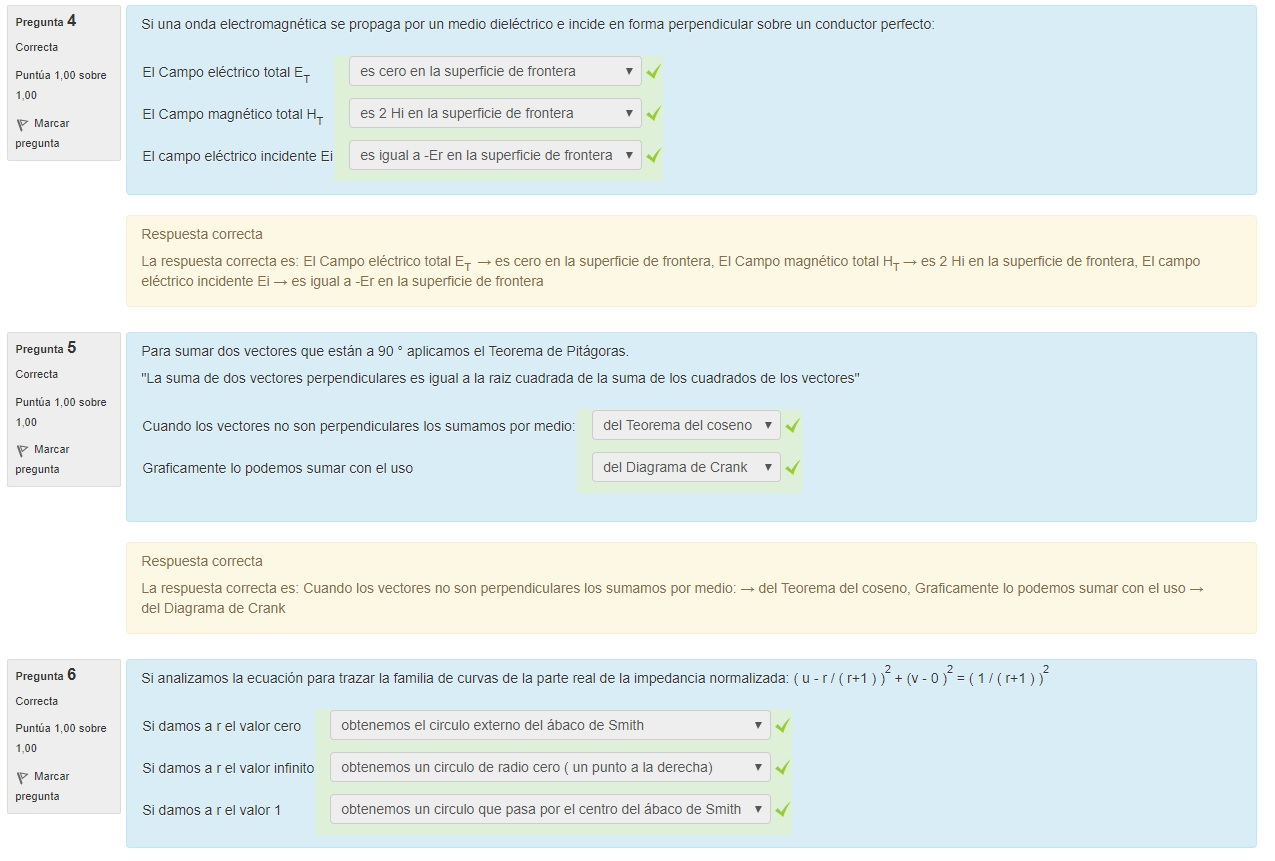 Pregunta 4
Correcta
Puntúa 1,00 sobre
1,00
Marcar
pregunta
Si una onda electromagnética se propaga por un medio dieléctrico e incide en forma perpendicular sobre un conductor perfecto:
El Campo eléctrico total E_T es cero en la superficie de frontera
El Campo magnético total H_T es 2 Hi en la superficie de frontera
El campo eléctrico incidente Ei es igual a -Er en la superficie de frontera
Respuesta correcta
La respuesta correcta es: El Campo eléctrico total E_T → es cero en la superficie de frontera, El Campo magnético total H_T → es 2 Hi en la superficie de frontera, El campo
eléctrico incidente Ei → es igual a -Er en la superficie de frontera
Pregunta 5
Correcta
Puntúa 1,00 sobre
1,00
Marcar
pregunta
Para sumar dos vectores que están a 90 ° aplicamos el Teorema de Pitágoras.
"La suma de dos vectores perpendiculares es igual a la raiz cuadrada de la suma de los cuadrados de los vectores"
Cuando los vectores no son perpendiculares los sumamos por medio: del Teorema del coseno
Graficamente lo podemos sumar con el uso del Diagrama de Crank
Respuesta correcta
La respuesta correcta es: Cuando los vectores no son perpendiculares los sumamos por medio: → del Teorema del coseno, Graficamente lo podemos sumar con el uso →
del Diagrama de Crank
Pregunta 6
Correcta
Puntúa 1,00 sobre
1,00
Marcar
pregunta
Si analizamos la ecuación para trazar la familia de curvas de la parte real de la impedancia normalizada: ( u - r / ( r+1 ) )^2 + (v - 0 )^2 = ( 1 / ( r+1 ) )^2
Si damos a r el valor cero obtenemos el circulo externo del ábaco de Smith
Si damos a r el valor infinito obtenemos un circulo de radio cero ( un punto a la derecha)
Si damos a r el valor 1 obtenemos un circulo que pasa por el centro del ábaco de Smith